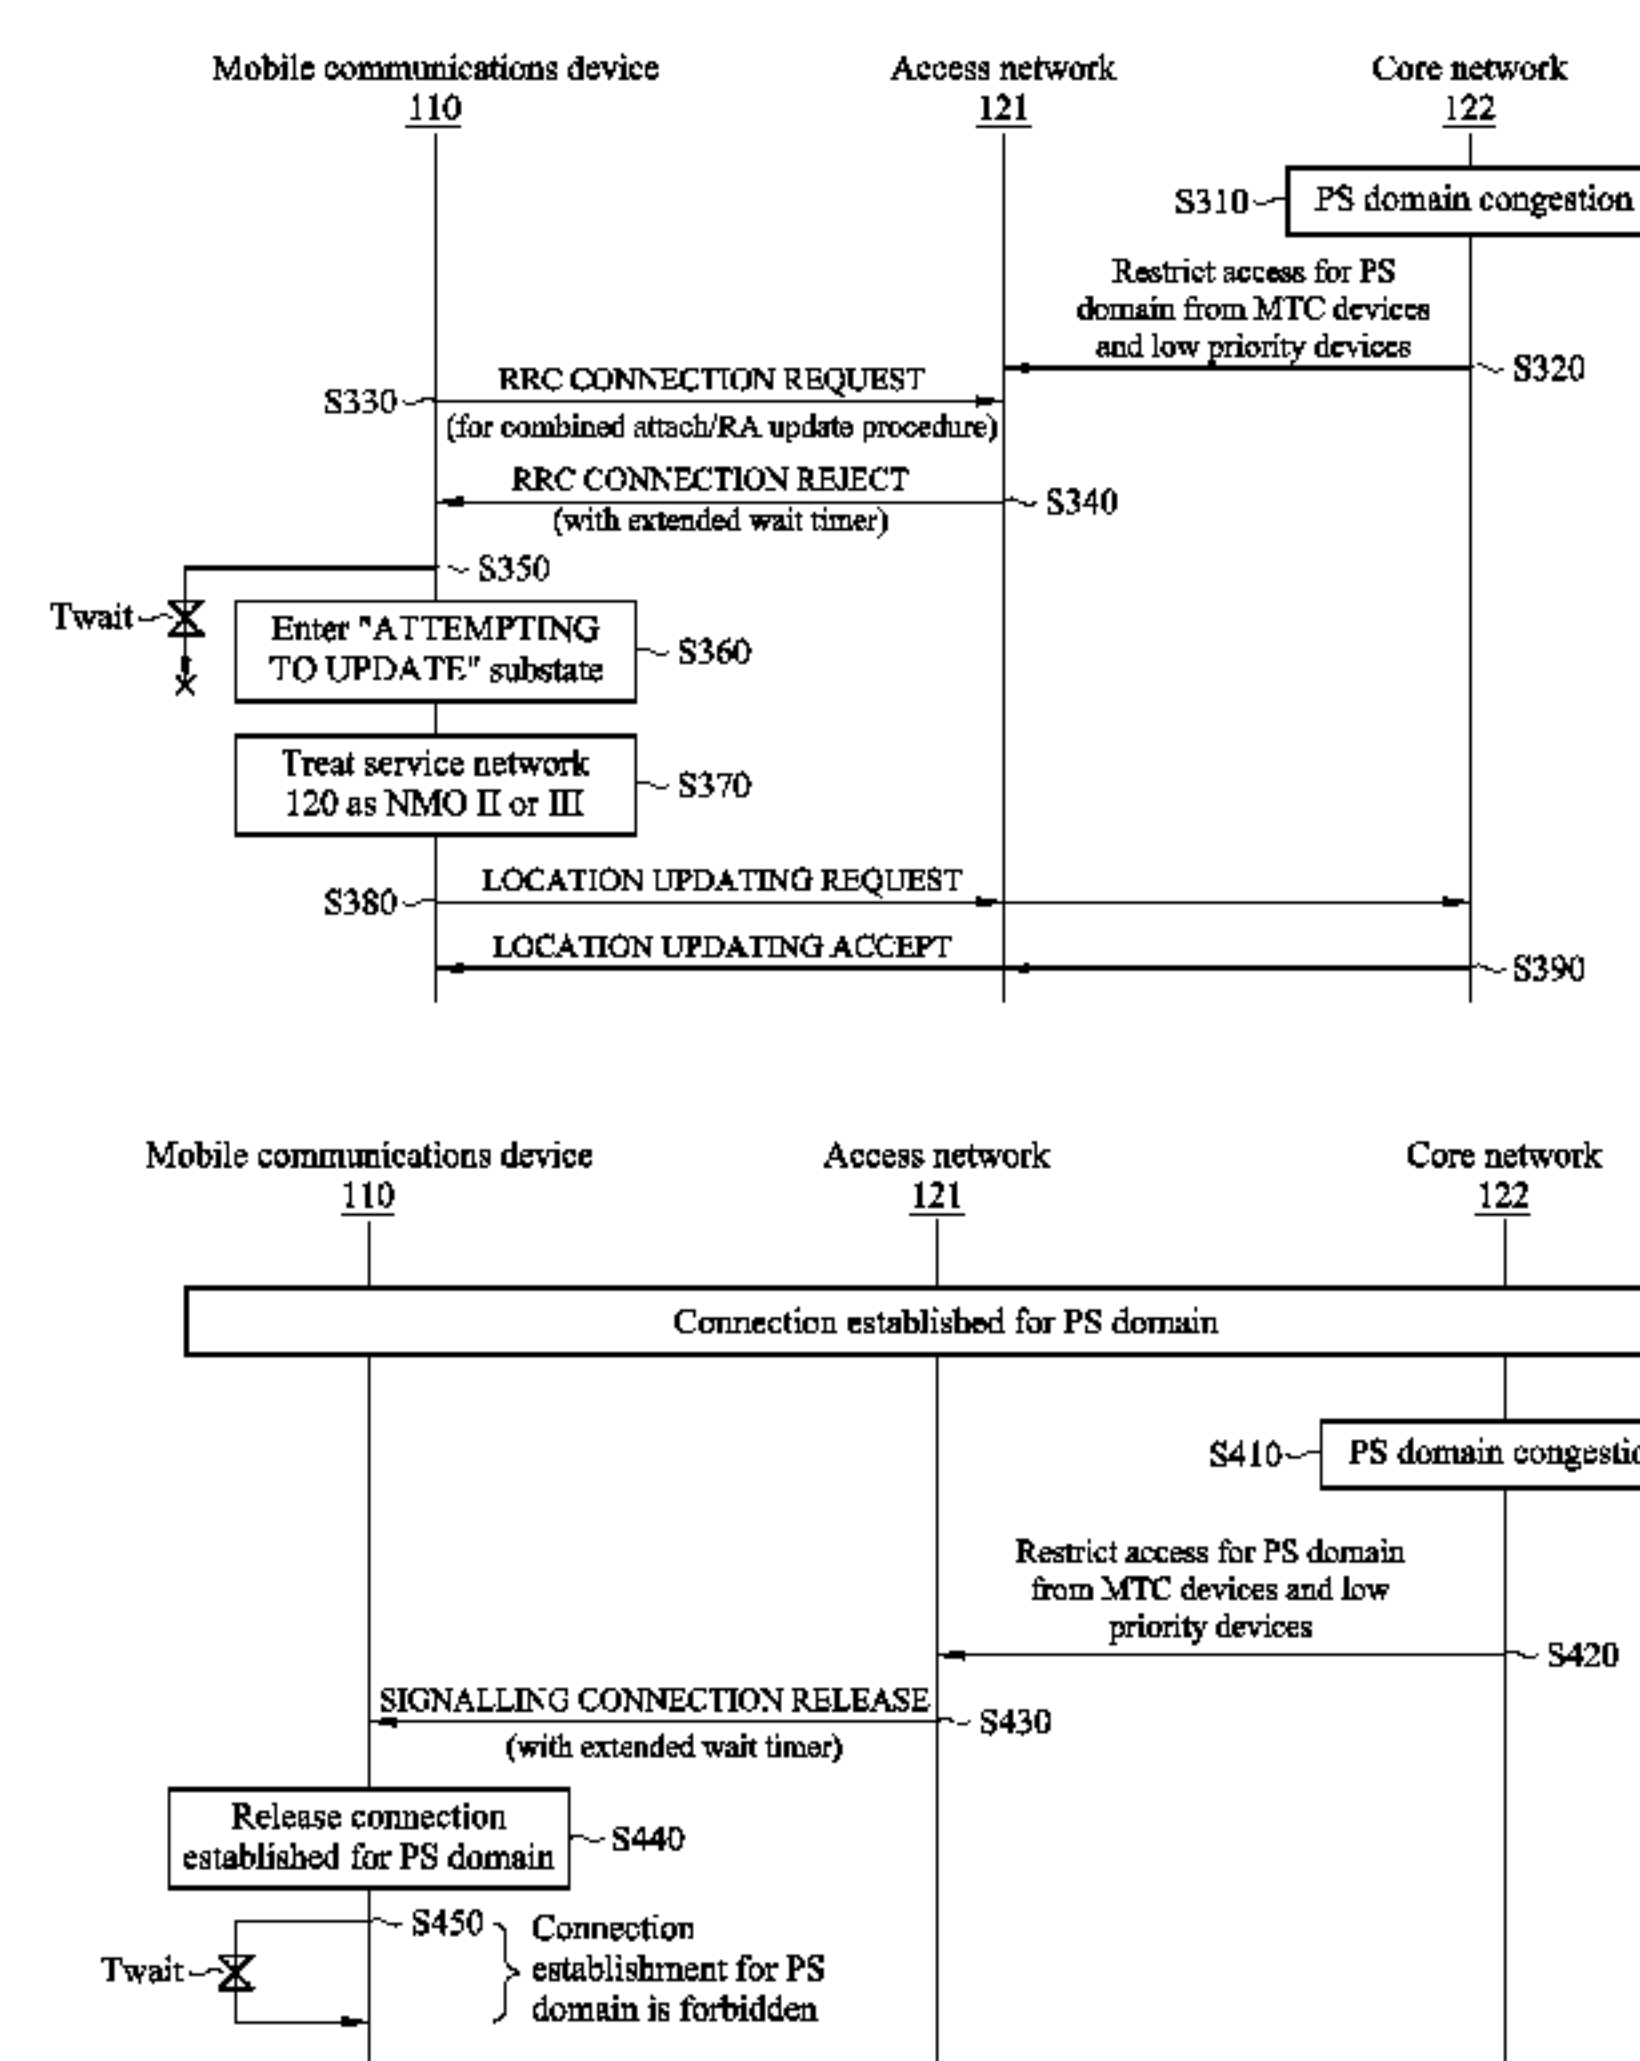 Mobile communications device
110
Access network
121
Core network
122
S310
PS domain congestion
Restrict access for PS
domain from MTC devices
and low priority devices
S320
RRC CONNECTION REQUEST
S330
(for combined attach/RA update procedure)
RRC CONNECTION REJECT
S340
(with extended wait timer)
S350
Twait
Enter "ATTEMPTING
TO UPDATE" substate
S360
Treat service network
120 as NMO II or III
S370
LOCATION UPDATING REQUEST
S380
LOCATION UPDATING ACCEPT
S390
Mobile communications device
110
Access network
121
Core network
122
Connection established for PS domain
S410
PS domain
Restrict access for PS domain
from MTC devices and low
priority devices
S420
SIGNALLING CONNECTION RELEASE
S430
(with extended wait timer)
Release connection
established for PS domain
S440
S450
Twait
Connection
establishment for PS
domain is forbidden